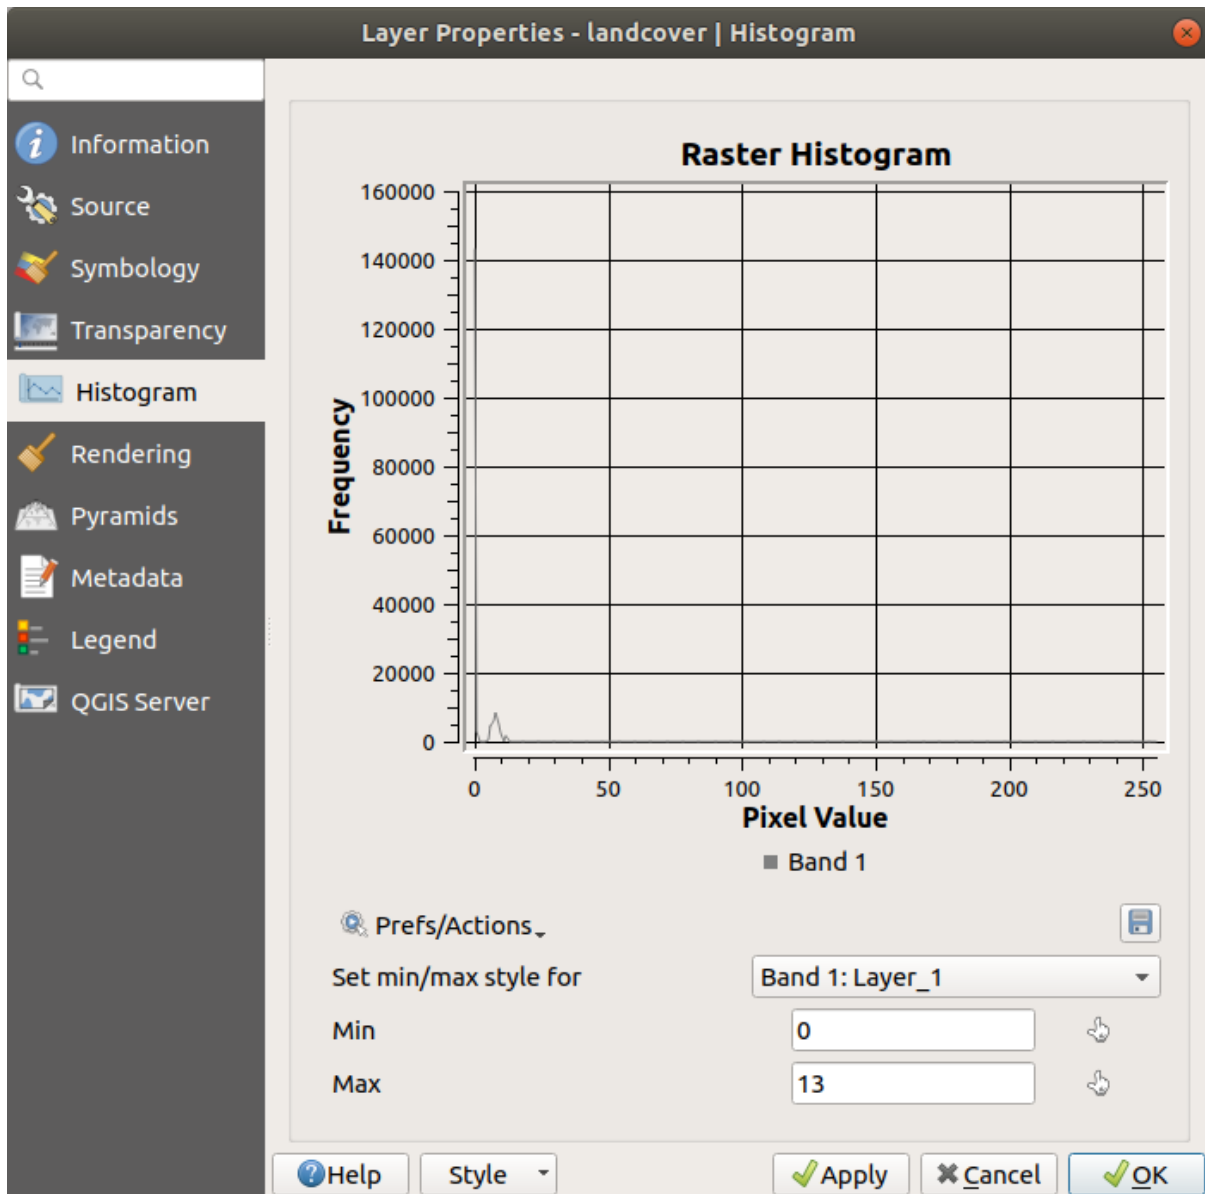 Layer Properties - landcover | Histogram
Information
Source
Symbology
Transparency
Histogram
Rendering
Pyramids
Metadata
Legend
QGIS Server
Raster Histogram
160000
140000
120000
100000
80000
60000
40000
20000
0
Frequency
0 50 100 150 200 250
Pixel Value
Band 1
Prefs/Actions
Set min/max style for Band 1: Layer_1
Min 0
Max 13
Help Style Apply Cancel OK